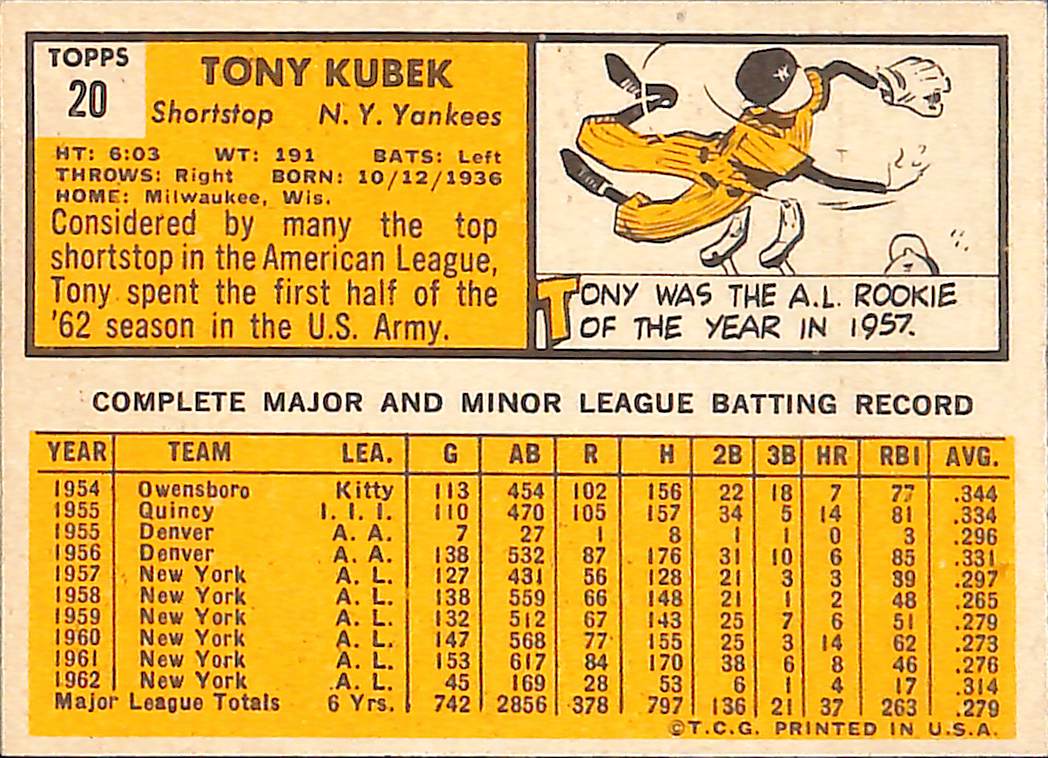 TOPPS
20
TONY KUBEK
Shortstop N. Y. Yankees
HT: 6:03 WT: 191 BATS: Left
THROWS: Right BORN: 10/12/1936
HOME: Milwaukee, Wis.
Considered by many the top
shortstop in the American League,
Tony spent the first half of the
'62 season in the U.S. Army.
TONY WAS THE A.L. ROOKIE
OF THE YEAR IN 1957.
COMPLETE MAJOR AND MINOR LEAGUE BATTING RECORD
YEAR TEAM LEA. G AB R H 2B 3B HR RBI AVG.
1954 Owensboro Kitty 113 454 102 156 22 18 7 77 .344
1955 Quincy I. I. I. 110 470 105 157 34 5 14 81 .334
1955 Denver A. A. 7 27 1 8 1 1 0 3 .296
1956 Denver A. A. 138 532 87 176 31 10 6 85 .331
1957 New York A. L. 127 431 56 128 21 3 3 39 .297
1958 New York A. L. 138 559 66 148 21 1 2 48 .265
1959 New York A. L. 132 512 67 143 25 7 6 51 .279
1960 New York A. L. 147 568 77 155 25 3 14 62 .273
1961 New York A. L. 153 617 84 170 38 6 8 46 .276
1962 New York A. L. 45 169 28 53 6 1 4 17 .314
Major League Totals 6 Yrs. 742 2856 378 797 136 21 37 263 .279
©T.C.G. PRINTED IN U.S.A.